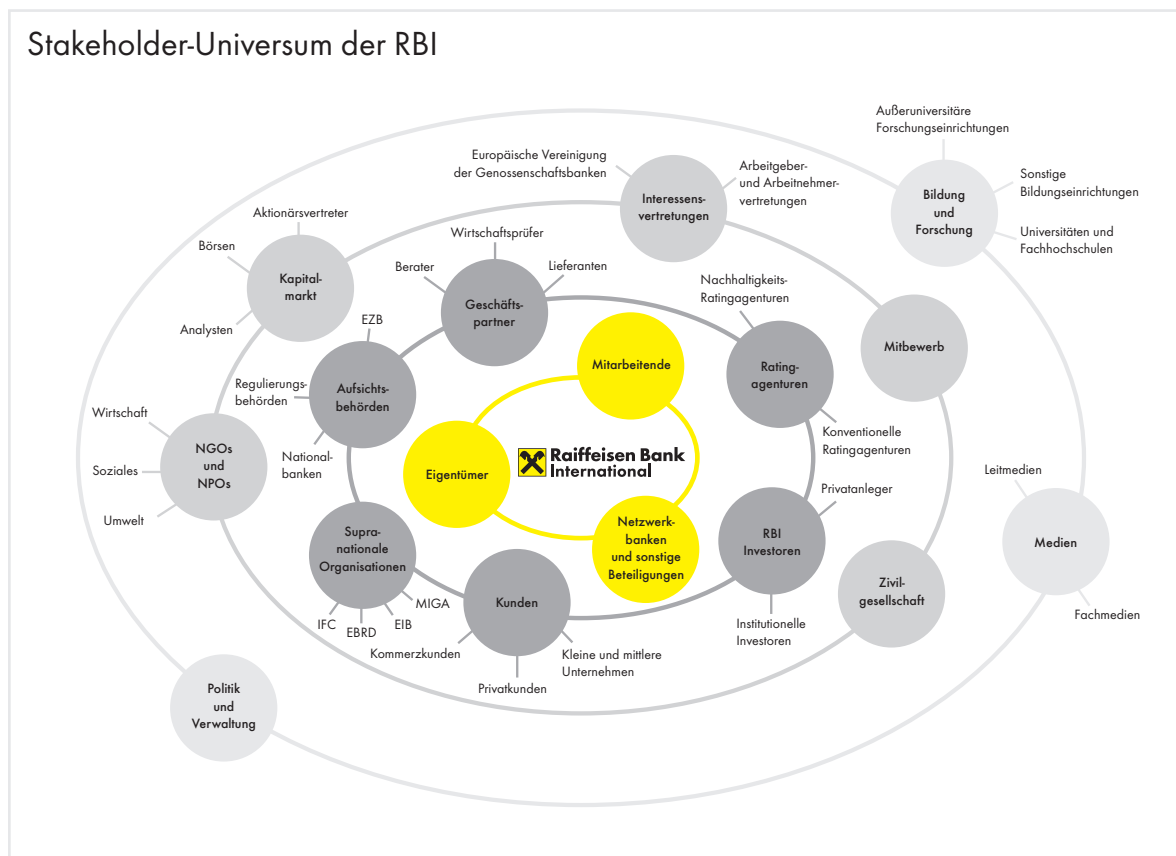 Stakeholder-Universum der RBI
Außeruniversitäre
Forschungseinrichtungen
Sonstige
Bildungseinrichtungen
Universitäten und
Fachhochschulen
Bildung
und
Forschung
Europäische Vereinigung
der Genossenschaftsbanken
Arbeitgeber-
und Arbeitnehmer-
vertretungen
Interessens-
vertretungen
Aktionärsvertreter
Börsen
Analysten
Kapital-
markt
Wirtschaftsprüfer
Berater
Lieferanten
Geschäfts-
partner
Nachhaltigkeits-
Ratingagenturen
Rating-
agenturen
Konventionelle
Ratingagenturen
Mitbewerb
EZB
Regulierungs-
behörden
National-
banken
Aufsichts-
behörden
Mitarbeitende
Wirtschaft
Soziales
Umwelt
NGOs
und
NPOs
Eigentümer
Raiffeisen Bank
International
Netzwerk-
banken
und sonstige
Beteiligungen
Privatanleger
RBI
Investoren
Institutionelle
Investoren
Leitmedien
Medien
Fachmedien
Supra-
nationale
Organisationen
IFC
EBRD
EIB
MIGA
Kunden
Kommerzkunden
Privatkunden
Kleine und mittlere
Unternehmen
Zivil-
gesellschaft
Politik
und
Verwaltung